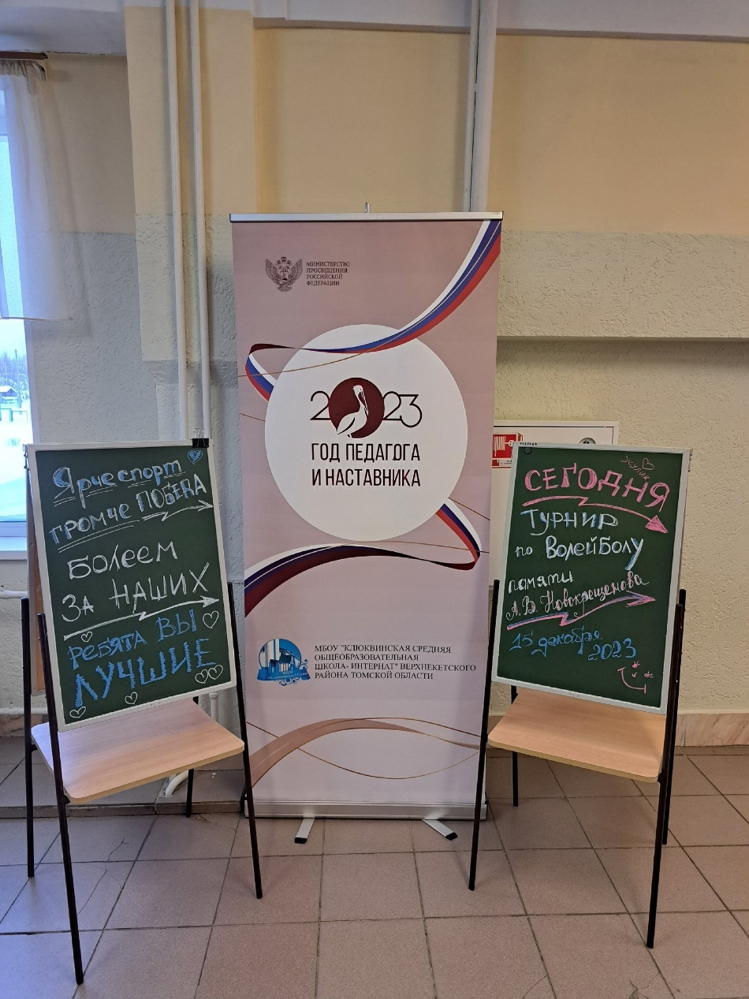 Ярче спорт
громче ПОБЕДА
Болеем
За НАШИХ
РЕБЯТА ВЫ
ЛУЧШИЕ
МИНИСТЕРСТВО
ПРОСВЕЩЕНИЯ
РОССИЙСКОЙ
ФЕДЕРАЦИИ
2023
ГОД ПЕДАГОГА
И НАСТАВНИКА
МБОУ "КЛЮКВИНСКАЯ СРЕДНЯЯ
ОБЩЕОБРАЗОВАТЕЛЬНАЯ
ШКОЛА- ИНТЕРНАТ" ВЕРХНЕКЕТСКОГО
РАЙОНА ТОМСКОЙ ОБЛАСТИ
СЕГОДНЯ
Турнир
по Волейболу
памяти
А.В. Новокрещенова
15 декабря
2023